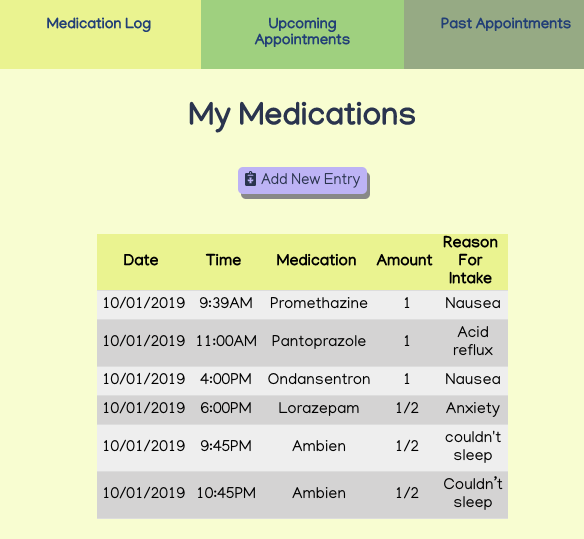 Medication Log
Upcoming
Appointments
Past Appointments
My Medications
Add New Entry
Date Time Medication Amount Reason For Intake
10/01/2019 9:39AM Promethazine 1 Nausea
10/01/2019 11:00AM Pantoprazole 1 Acid reflux
10/01/2019 4:00PM Ondansentron 1 Nausea
10/01/2019 6:00PM Lorazepam 1/2 Anxiety
10/01/2019 9:45PM Ambien 1/2 couldn't sleep
10/01/2019 10:45PM Ambien 1/2 Couldn’t sleep